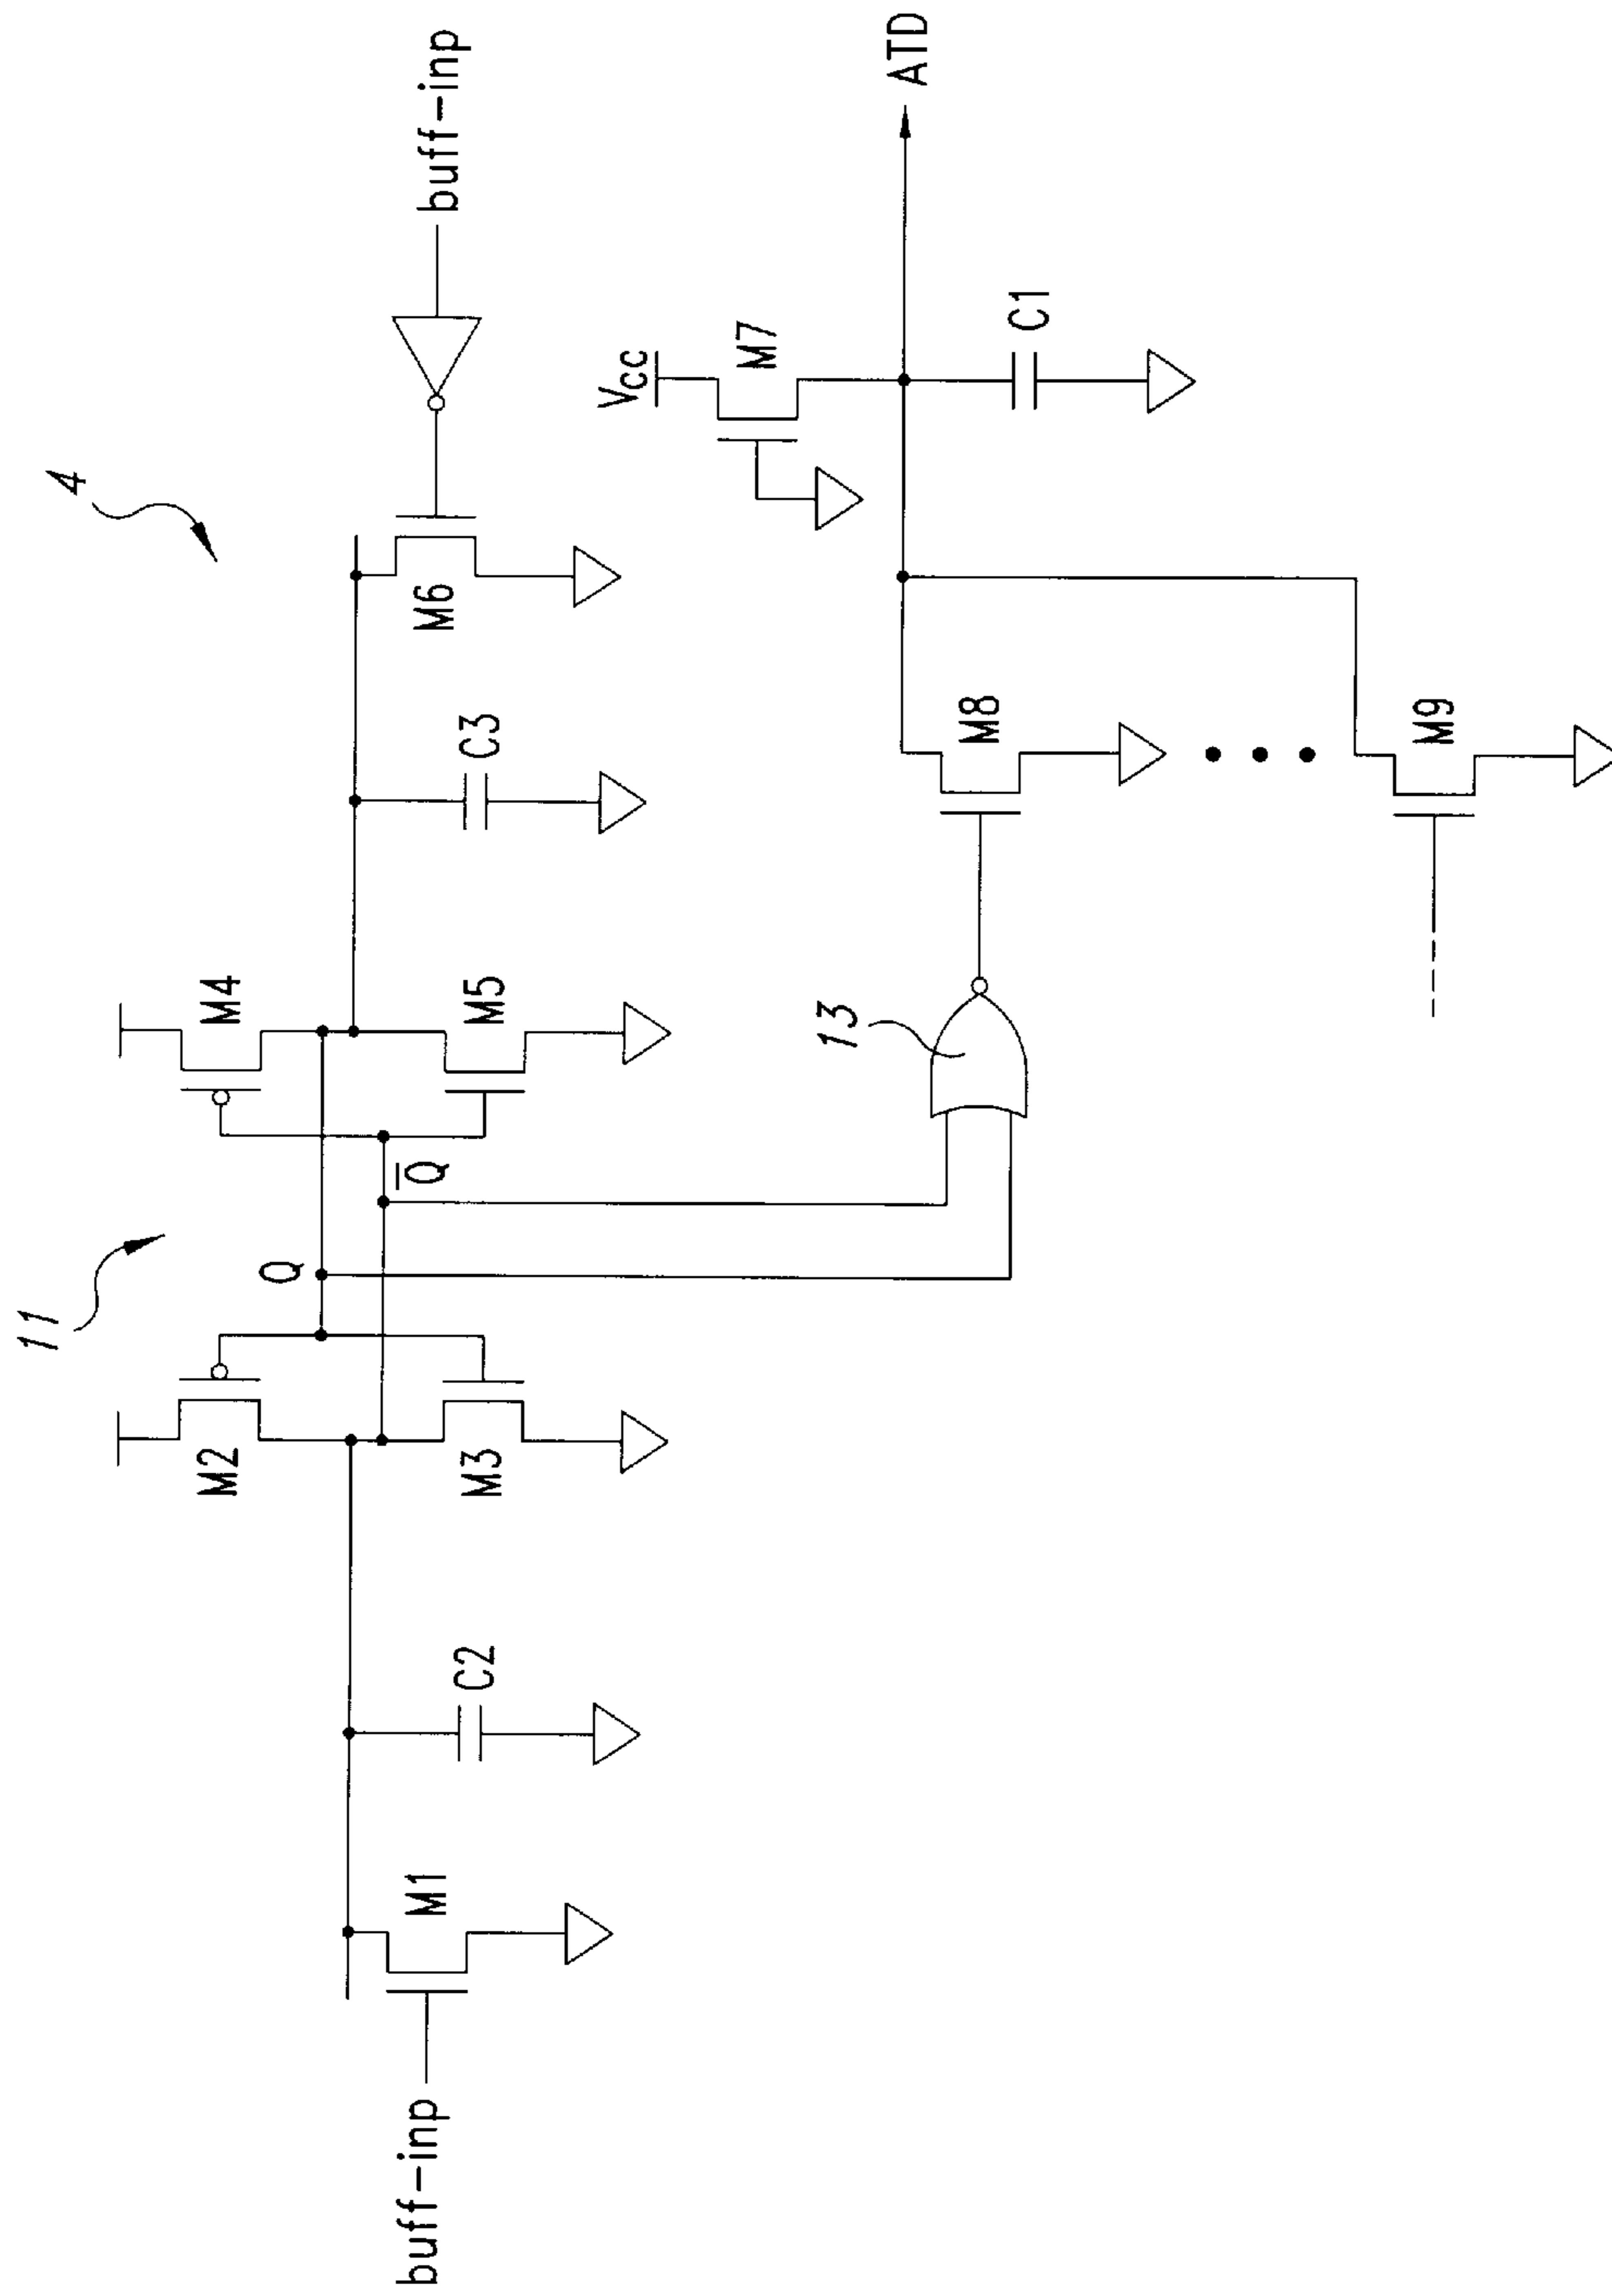 4
11
buff-inp
M1
C2
M2
M3
Q
Q̅
M4
M5
C3
M6
buff-inp
13
M8
M9
Vcc
M7
C1
ATD